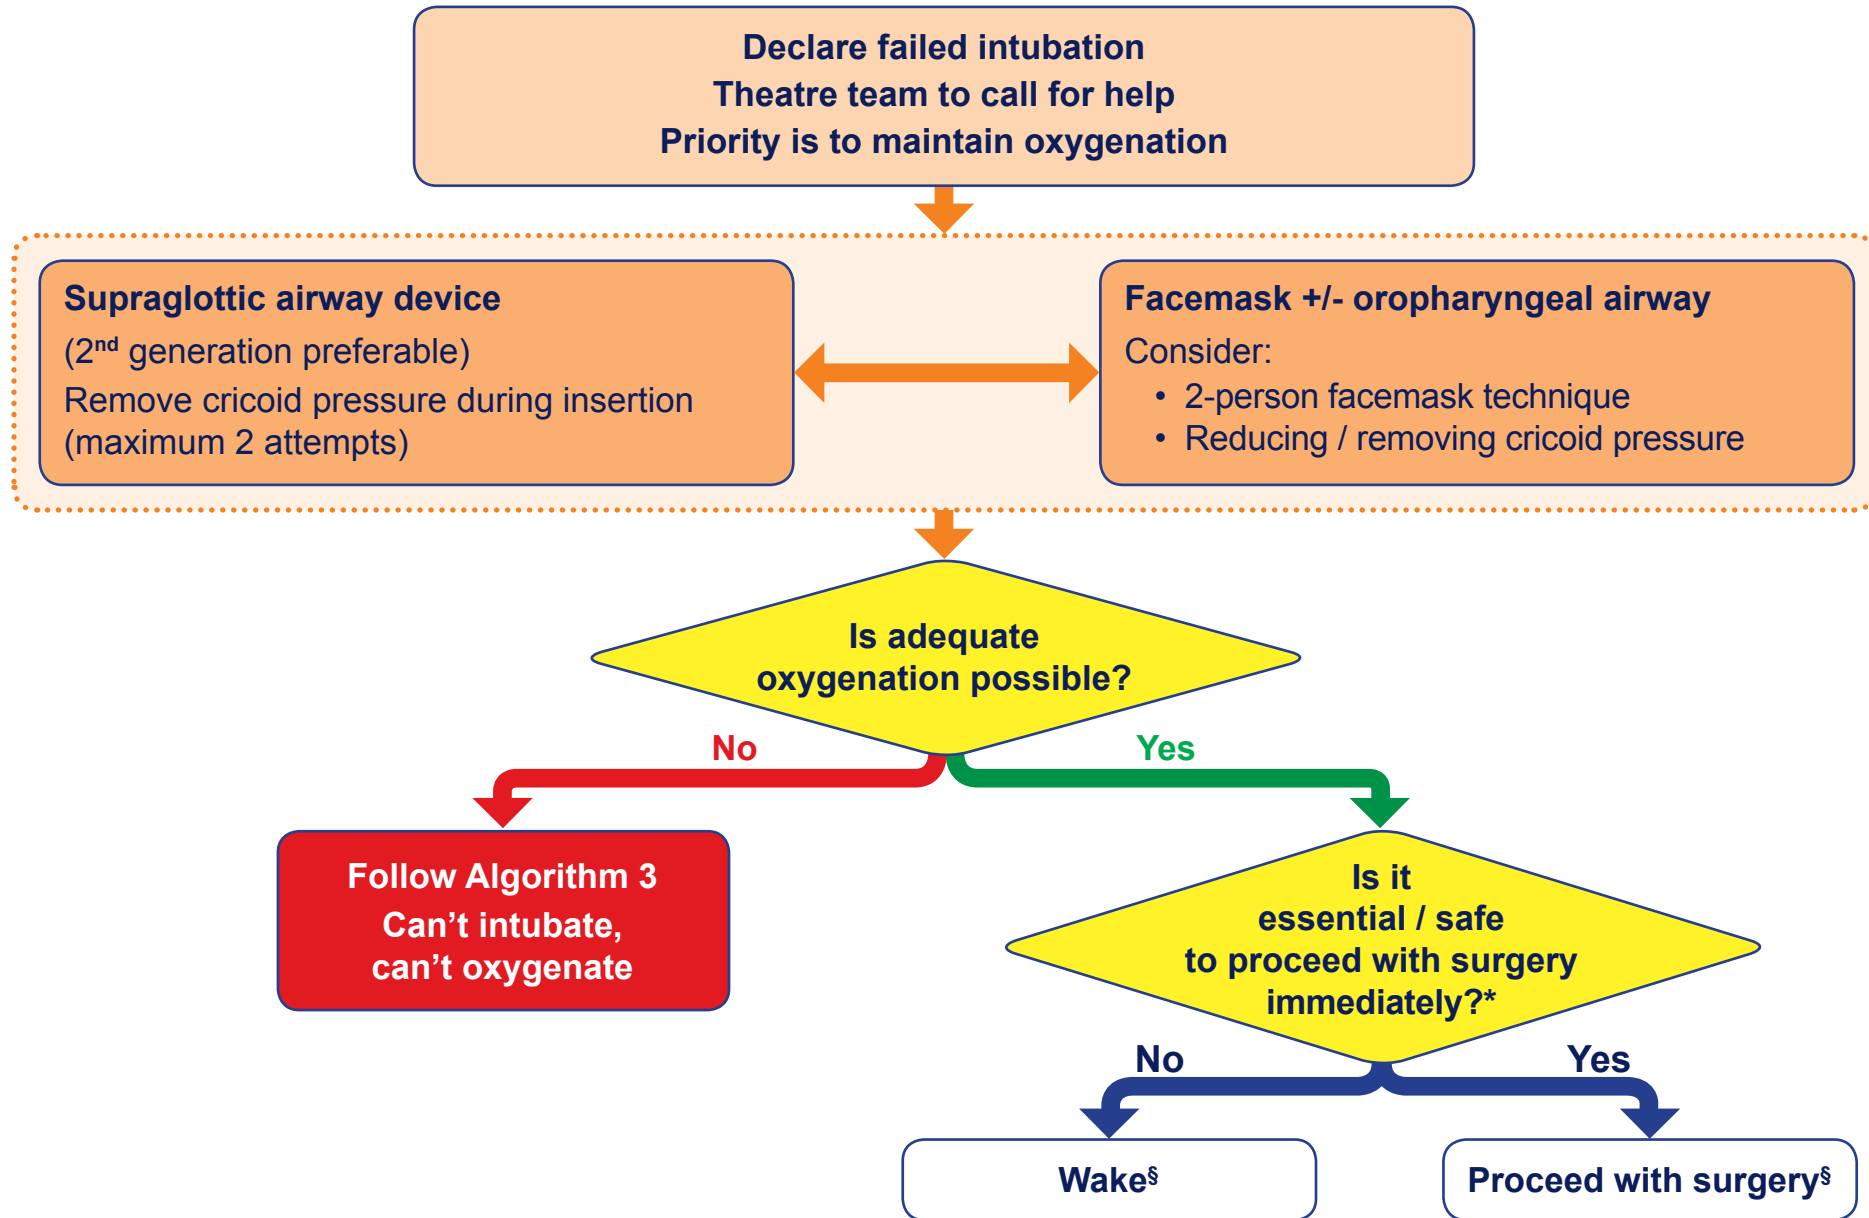 Declare failed intubation
Theatre team to call for help
Priority is to maintain oxygenation
Supraglottic airway device
(2nd generation preferable)
Remove cricoid pressure during insertion
(maximum 2 attempts)
Facemask +/- oropharyngeal airway
Consider:
• 2-person facemask technique
• Reducing / removing cricoid pressure
Is adequate
oxygenation possible?
No
Yes
Follow Algorithm 3
Can’t intubate,
can’t oxygenate
Is it
essential / safe
to proceed with surgery
immediately?*
No
Yes
Wake§
Proceed with surgery§